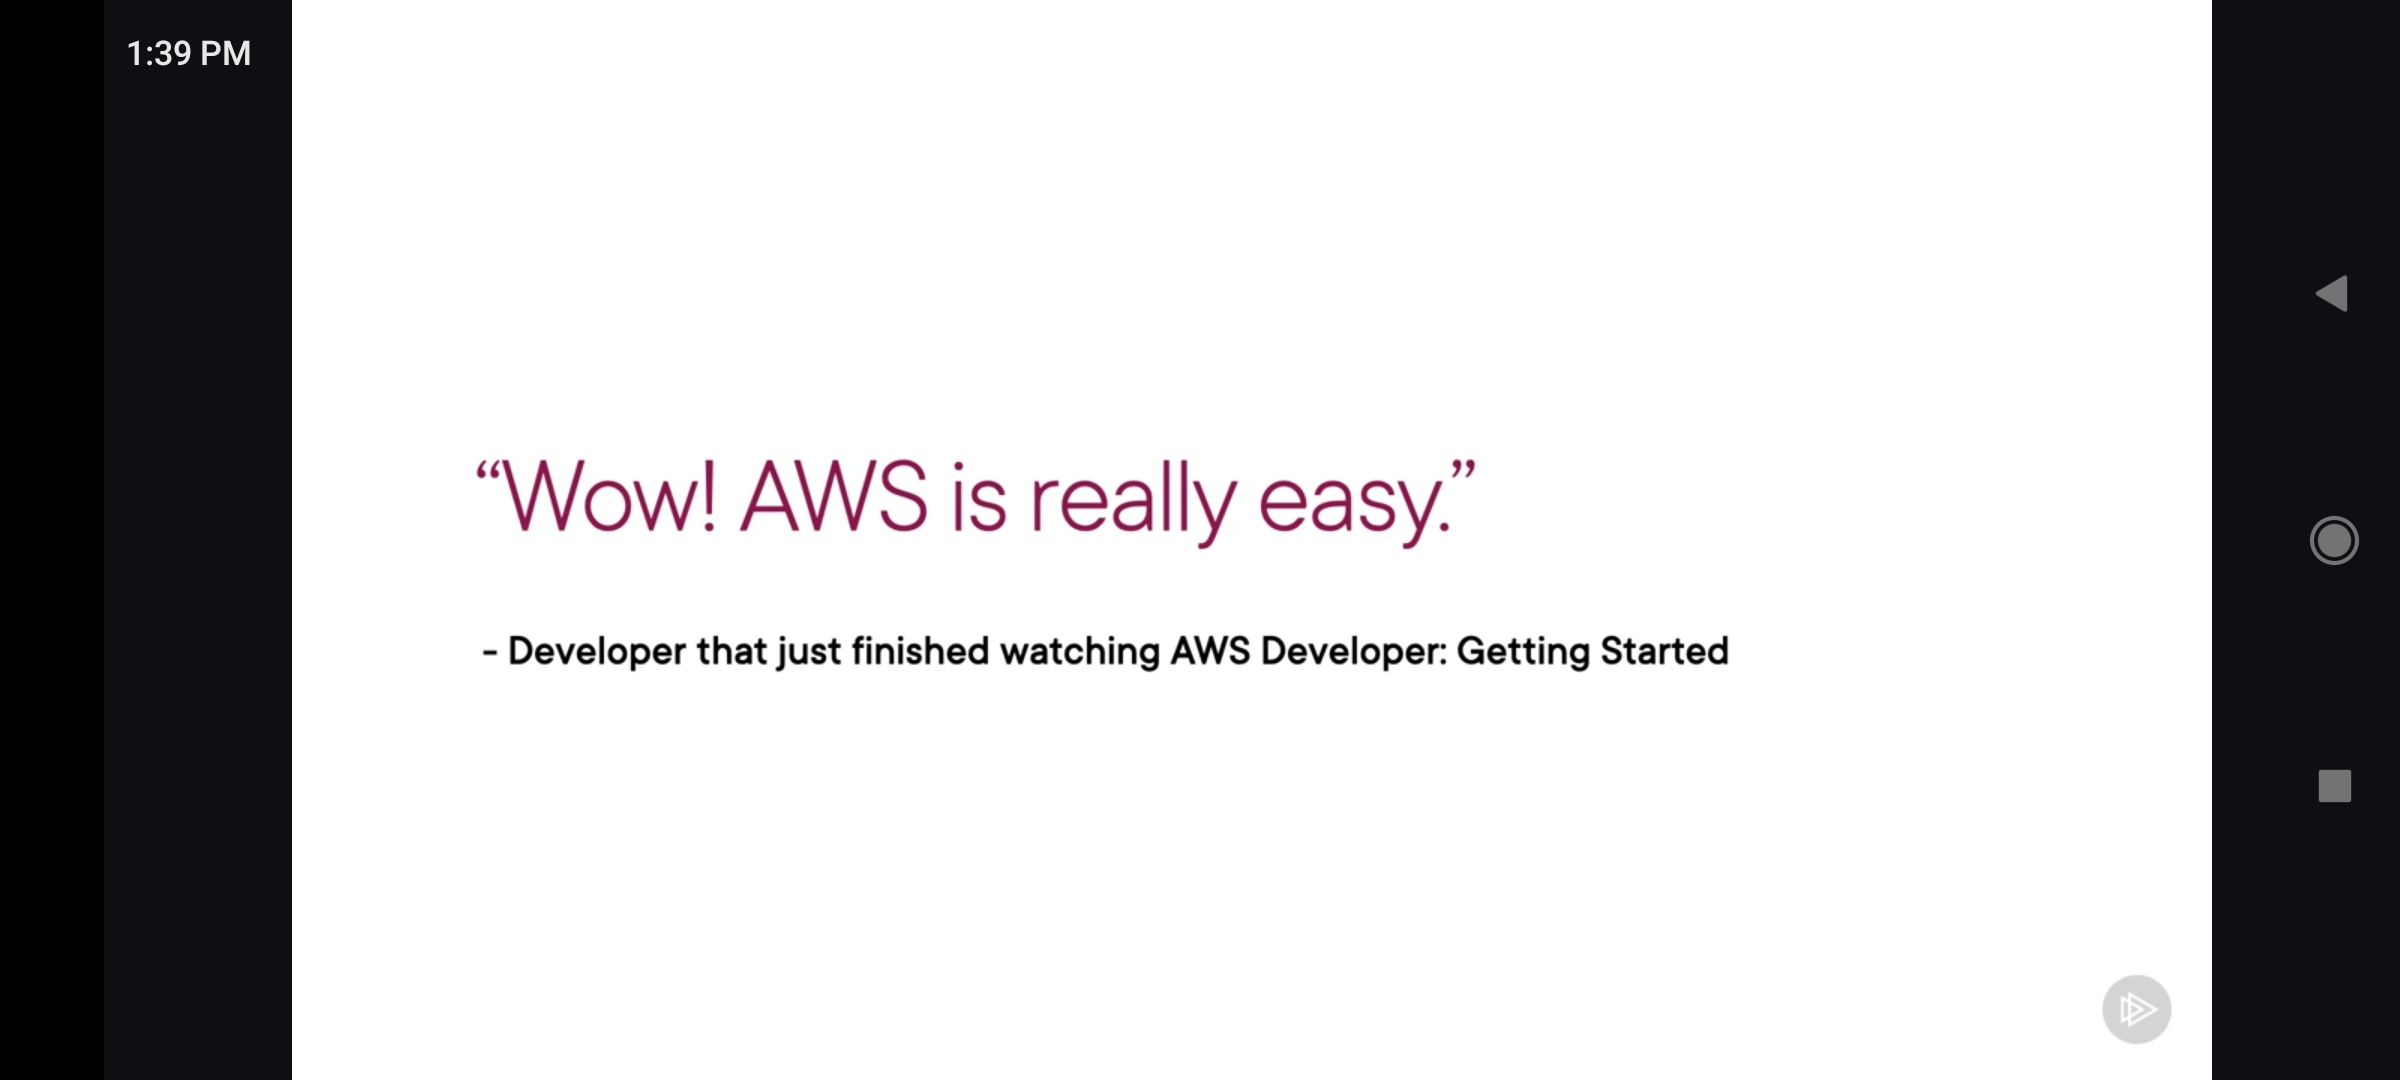 1:39 PM
“Wow! AWS is really easy.”
- Developer that just finished watching AWS Developer: Getting Started